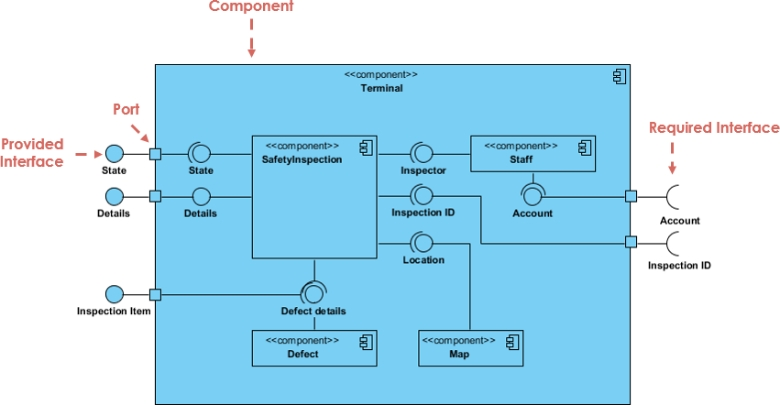 Component
<<component>>
Terminal
Port
Provided
Interface
Required Interface
State
State
<<component>>
SafetyInspection
Inspector
<<component>>
Staff
Details
Details
Inspection ID
Account
Account
Location
Inspection ID
Inspection Item
Defect details
<<component>>
Defect
<<component>>
Map